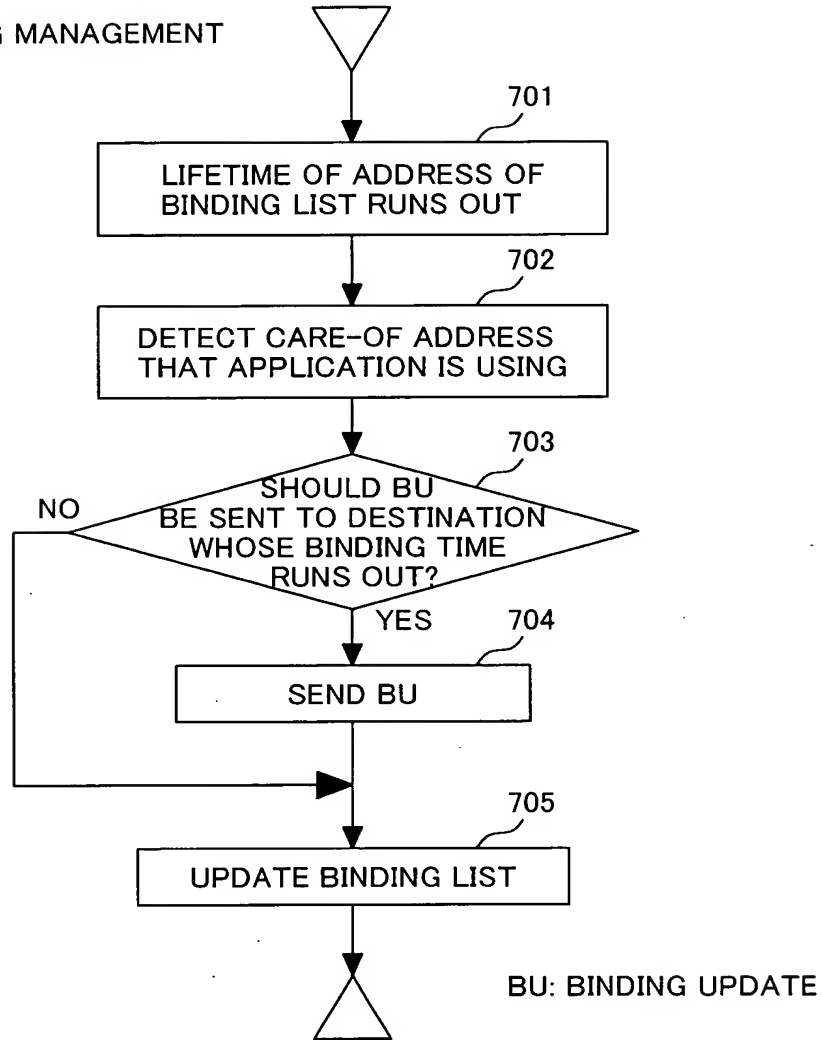 MANAGEMENT
701
LIFETIME OF ADDRESS OF
BINDING LIST RUNS OUT
702
DETECT CARE-OF ADDRESS
THAT APPLICATION IS USING
703
NO
SHOULD BU
BE SENT TO DESTINATION
WHOSE BINDING TIME
RUNS OUT?
YES
704
SEND BU
705
UPDATE BINDING LIST
BU: BINDING UPDATE